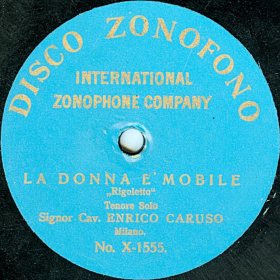 DISCO ZONOFONO
INTERNATIONAL
ZONOPHONE COMPANY
LA DONNA E' MOBILE
„Rigoletto"
Tenore Solo
Signor Cav. ENRICO CARUSO
Milano.
No. X-1555.